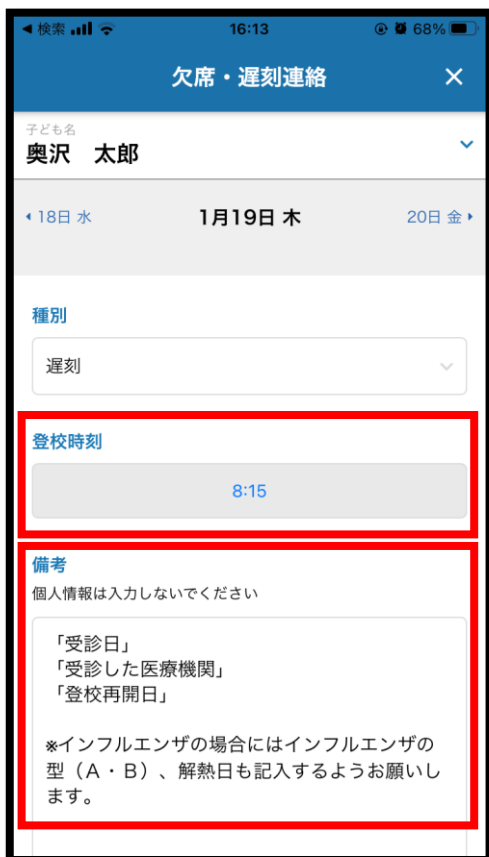 検索 16:13 68%
欠席・遅刻連絡
子ども名
奥沢　太郎
18日 水 1月19日 木 20日 金
種別
遅刻
登校時刻
8:15
備考
個人情報は入力しないでください
「受診日」
「受診した医療機関」
「登校再開日」
※インフルエンザの場合にはインフルエンザの
型（A・B）、解熱日も記入するようお願いし
ます。